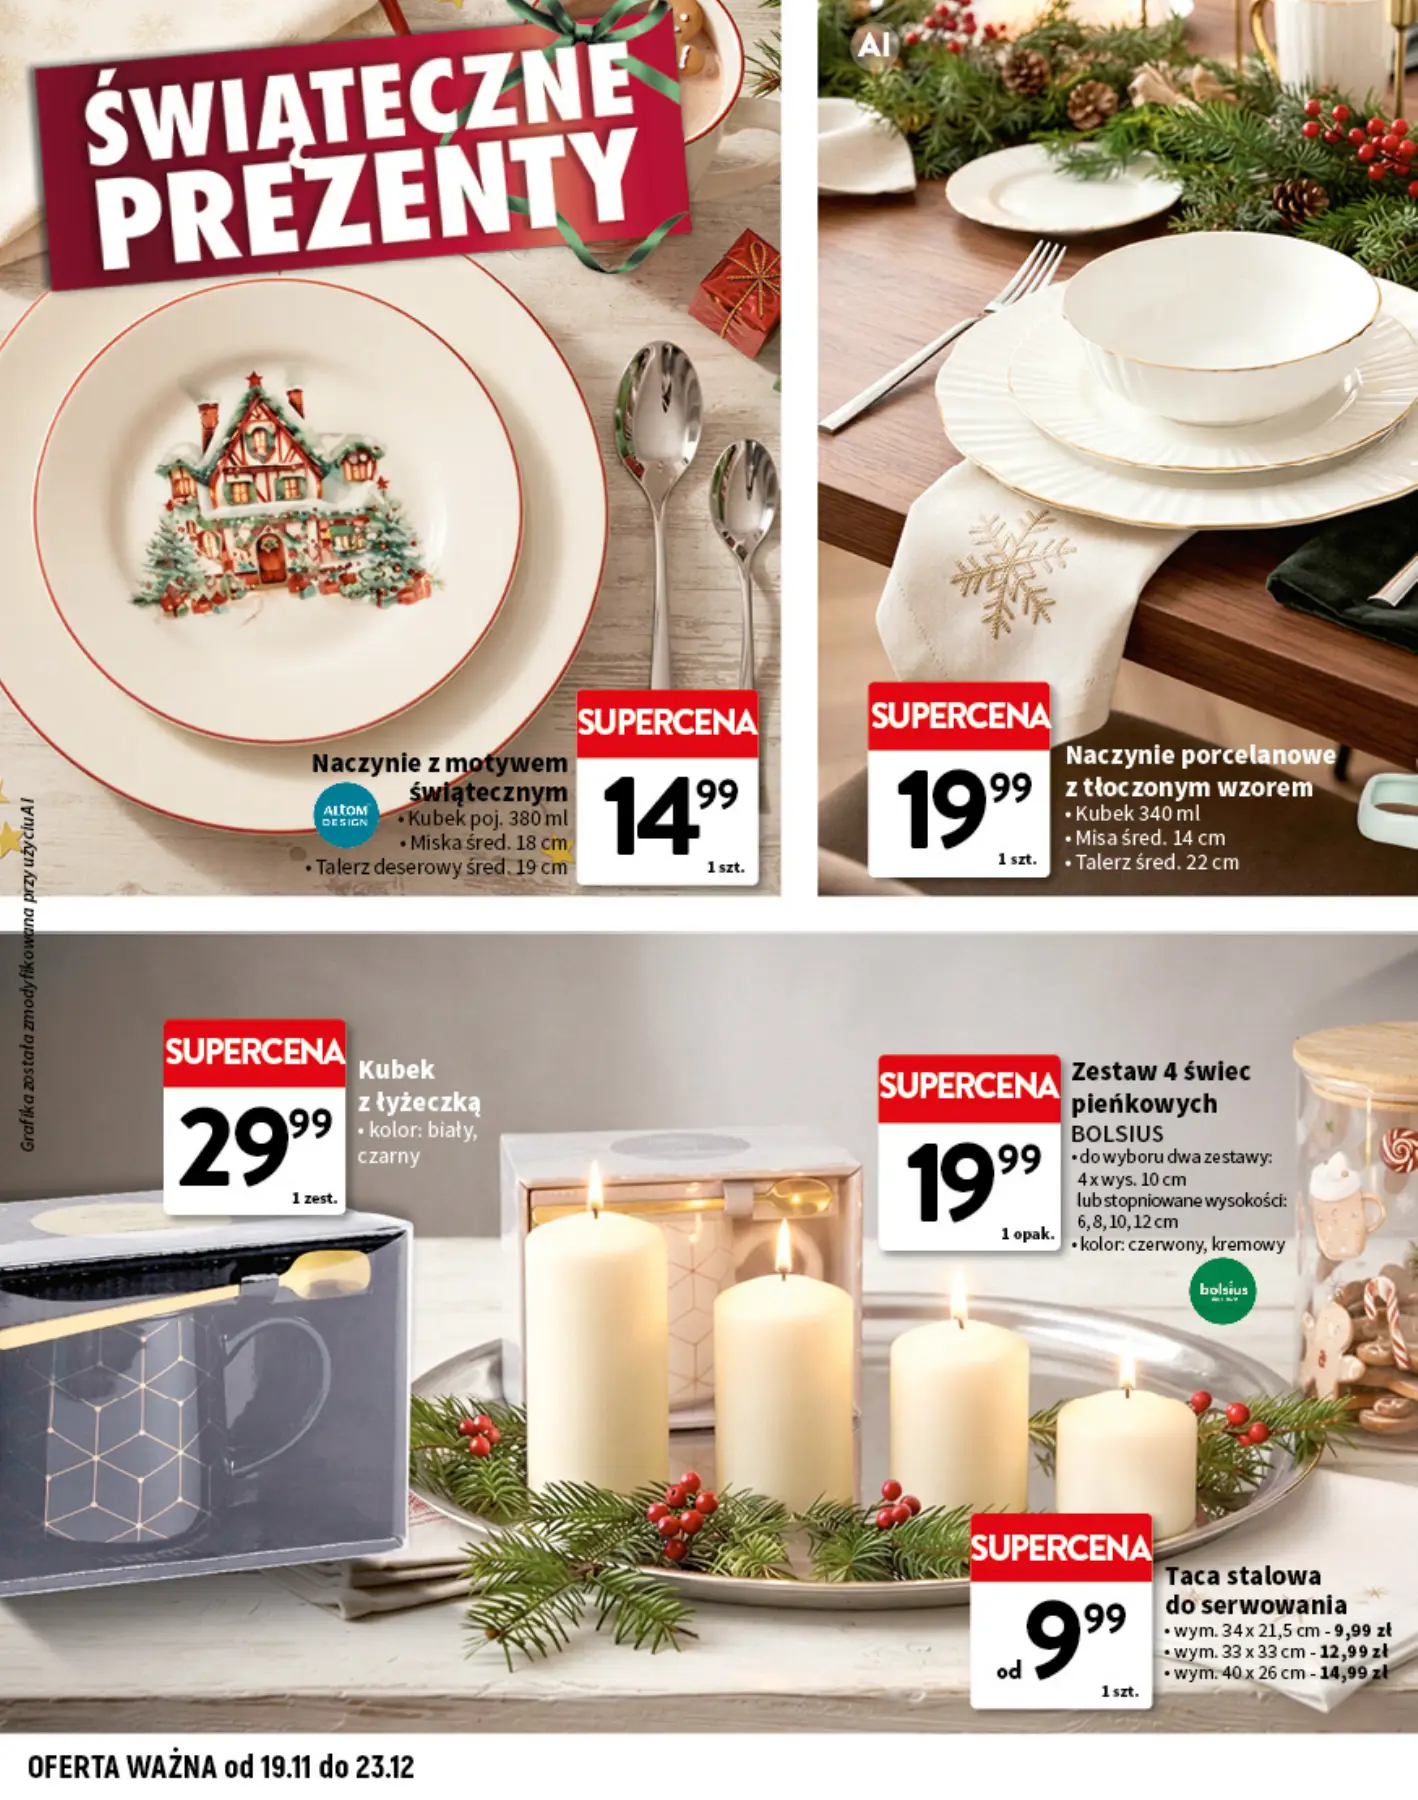 ŚWIĄTECZNE
PREZENTY
AI
SUPERCENA
14 99
1 szt.
Naczynie z motywem
świątecznym
ALTOM
DESIGN
• Kubek poj. 380 ml
• Miska śred. 18 cm
• Talerz deserowy śred. 19 cm
SUPERCENA
19 99
1 szt.
Naczynie porcelanowe
z tłoczonym wzorem
• Kubek 340 ml
• Misa śred. 14 cm
• Talerz śred. 22 cm
Grafika została zmodyfikowana przy użyciu AI
SUPERCENA
29 99
1 zest.
Kubek
z łyżeczką
• kolor: biały,
czarny
SUPERCENA
19 99
1 opak.
Zestaw 4 świec
pieńkowych
BOLSIUS
• do wyboru dwa zestawy:
4 x wys. 10 cm
lub stopniowane wysokości:
6, 8, 10, 12 cm
• kolor: czerwony, kremowy
bolsius
SUPERCENA
od 9 99
1 szt.
Taca stalowa
do serwowania
• wym. 34 x 21,5 cm - 9,99 zł
• wym. 33 x 33 cm - 12,99 zł
• wym. 40 x 26 cm - 14,99 zł
OFERTA WAŻNA od 19.11 do 23.12